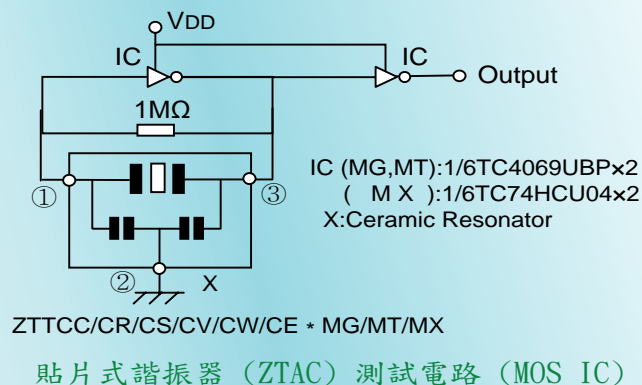 VDD
IC
IC
Output
1MΩ
IC (MG,MT):1/6TC4069UBP×2
( M X ):1/6TC74HCU04×2
X:Ceramic Resonator
①
③
②
X
ZTTCC/CR/CS/CV/CW/CE * MG/MT/MX
貼片式諧振器 (ZTAC) 測試電路 (MOS IC)